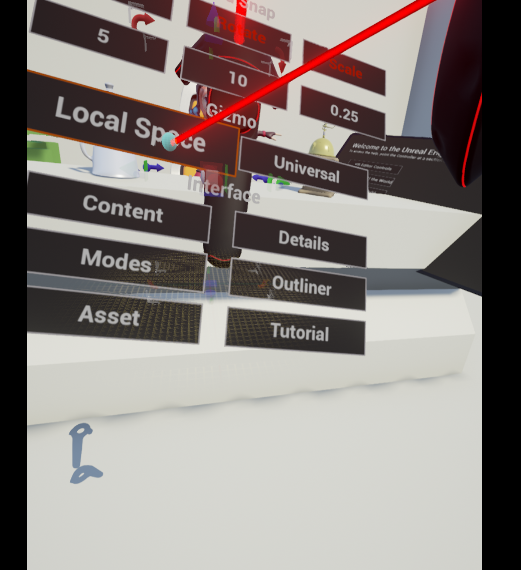 Snap
Rotate
Scale
5
10
0.25
Gizmo
Local Space
Universal
Interface
Content
Details
Modes
Outliner
Asset
Tutorial
Welcome to the Unreal En